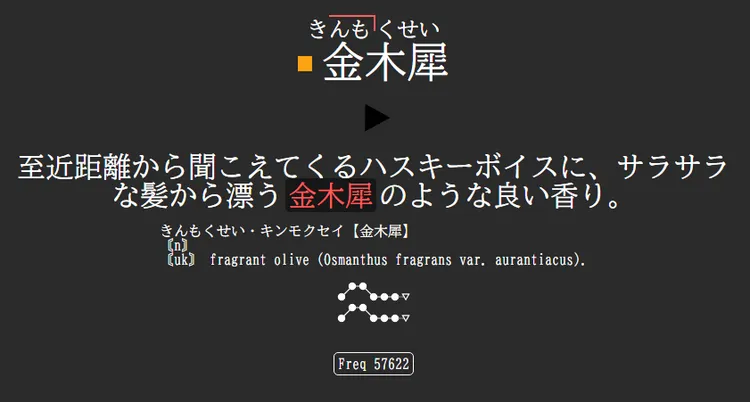 きんもくせい
金木犀
至近距離から聞こえてくるハスキーボイスに、サラサラ
な髪から漂う金木犀のような良い香り。
きんもくせい・キンモクセイ【金木犀】
〘n〙
〘uk〙 fragrant olive (Osmanthus fragrans var. aurantiacus).
Freq 57622